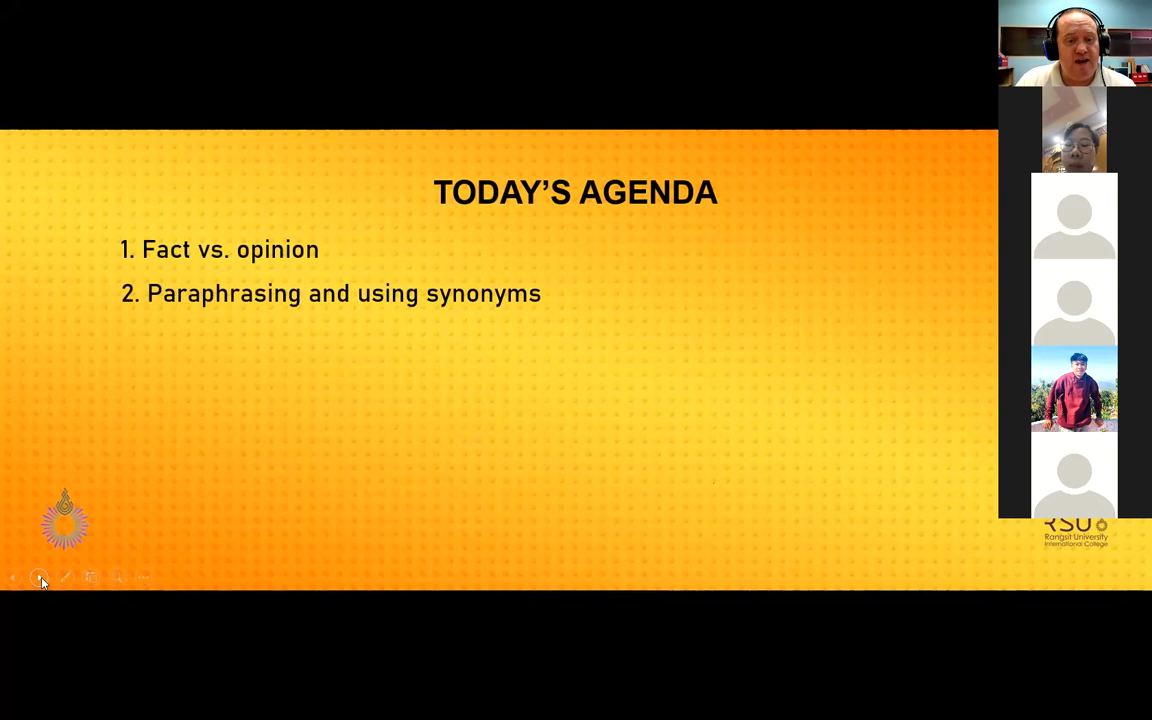 TODAY'S AGENDA
1. Fact vs. opinion
2. Paraphrasing and using synonyms
RSU
Rangsit University
International College